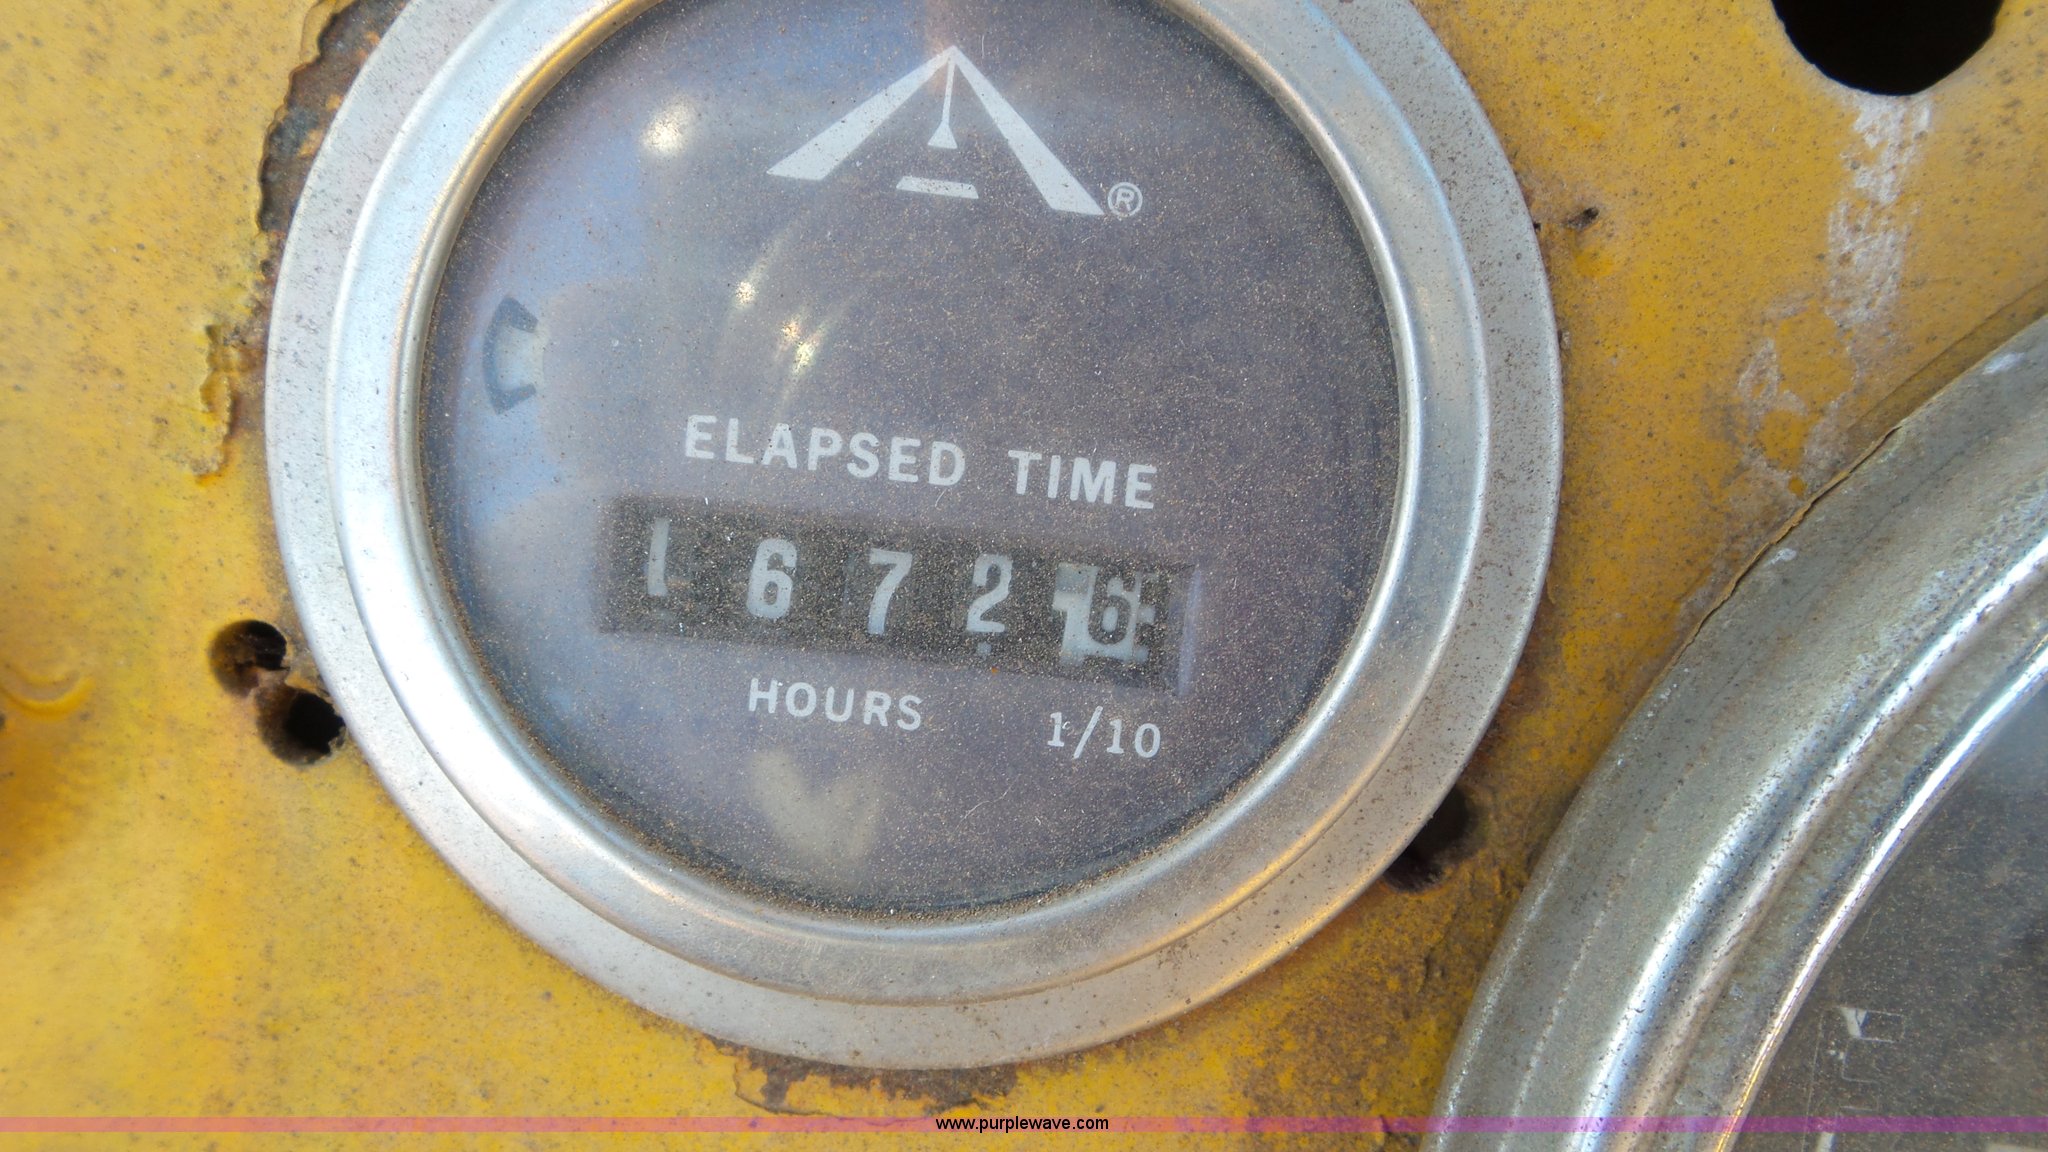 ®
ELAPSED TIME
1 6 7 2 6
HOURS 1/10
www.purplewave.com